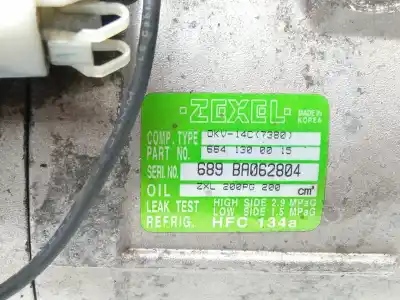 ZEXEL
MADE IN KOREA
COMP. TYPE DKV-14C(7380)
PART NO. 684 130 00 15
SERIL NO. 689 BA062804
OIL ZXL 200PG 200 cm³
LEAK TEST HIGH SIDE 2.9 MPaG
LOW SIDE 1.5 MPaG
REFRIG. HFC 134a